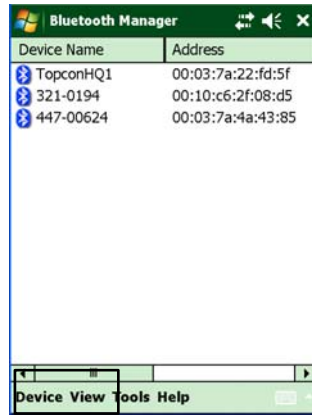 Bluetooth Manager
Device Name Address
TopconHQ1 00:03:7a:22:fd:5f
321-0194 00:10:c6:2f:08:d5
447-00624 00:03:7a:4a:43:85
Device View Tools Help